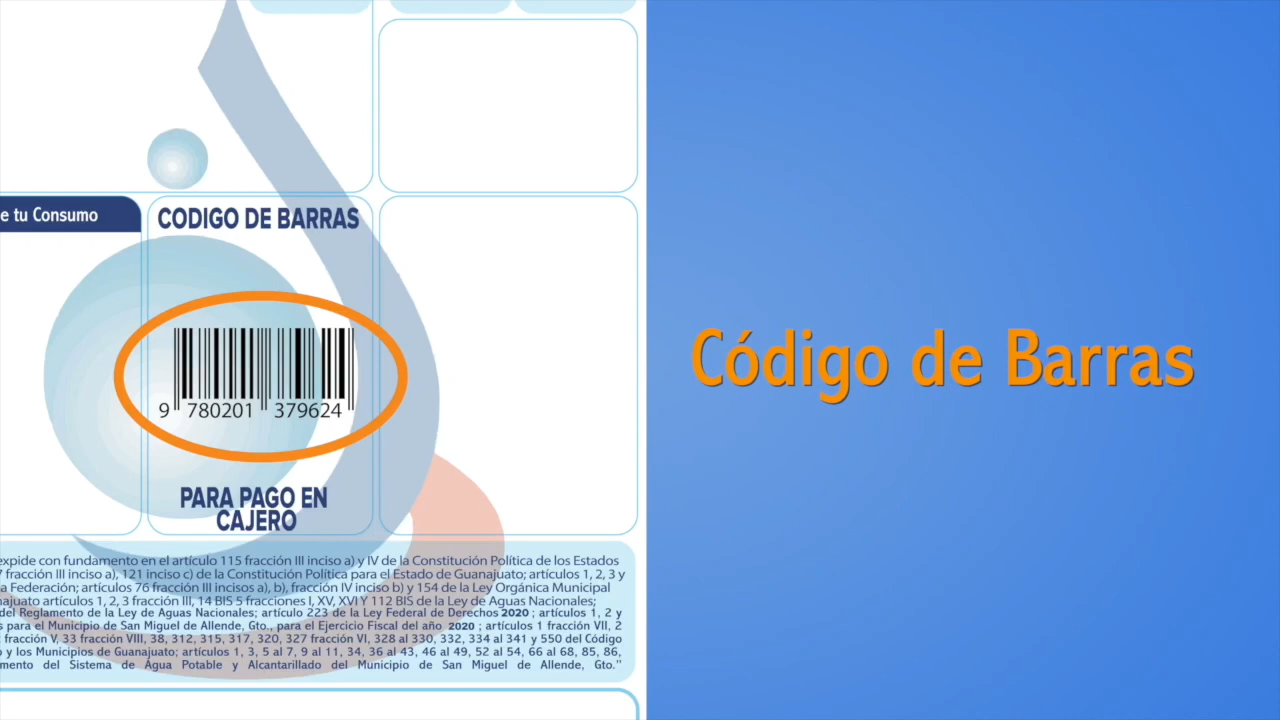 e tu Consumo
CODIGO DE BARRAS
9 780201 379624
PARA PAGO EN
CAJERO
expide con fundamento en el artículo 115 fracción III inciso a) y IV de la Constitución Política de los Estados
7 fracción III inciso a), 121 inciso c) de la Constitución Política para el Estado de Guanajuato; artículos 1, 2, 3 y
a Federación; artículos 76 fracción III incisos a), b), fracción IV inciso b) y 154 de la Ley Orgánica Municipal
najuato artículos 1, 2, 3 fracción III, 14 BIS 5 fracciones I, XV, XVI Y 112 BIS de la Ley de Aguas Nacionales;
del Reglamento de la Ley de Aguas Nacionales; artículo 223 de la Ley Federal de Derechos 2020 ; artículos 1, 2 y
s para el Municipio de San Miguel de Allende, Gto., para el Ejercicio Fiscal del año 2020 ; artículos 1 fracción VII, 2
fracción V, 33 fracción VIII, 38, 312, 315, 317, 320, 327 fracción VI, 328 al 330, 332, 334 al 341 y 550 del Código
o y los Municipios de Guanajuato; artículos 1, 3, 5 al 7, 9 al 11, 34, 36 al 43, 46 al 49, 52 al 54, 66 al 68, 85, 86,
mento del Sistema de Agua Potable y Alcantarillado del Municipio de San Miguel de Allende, Gto."
Código de Barras